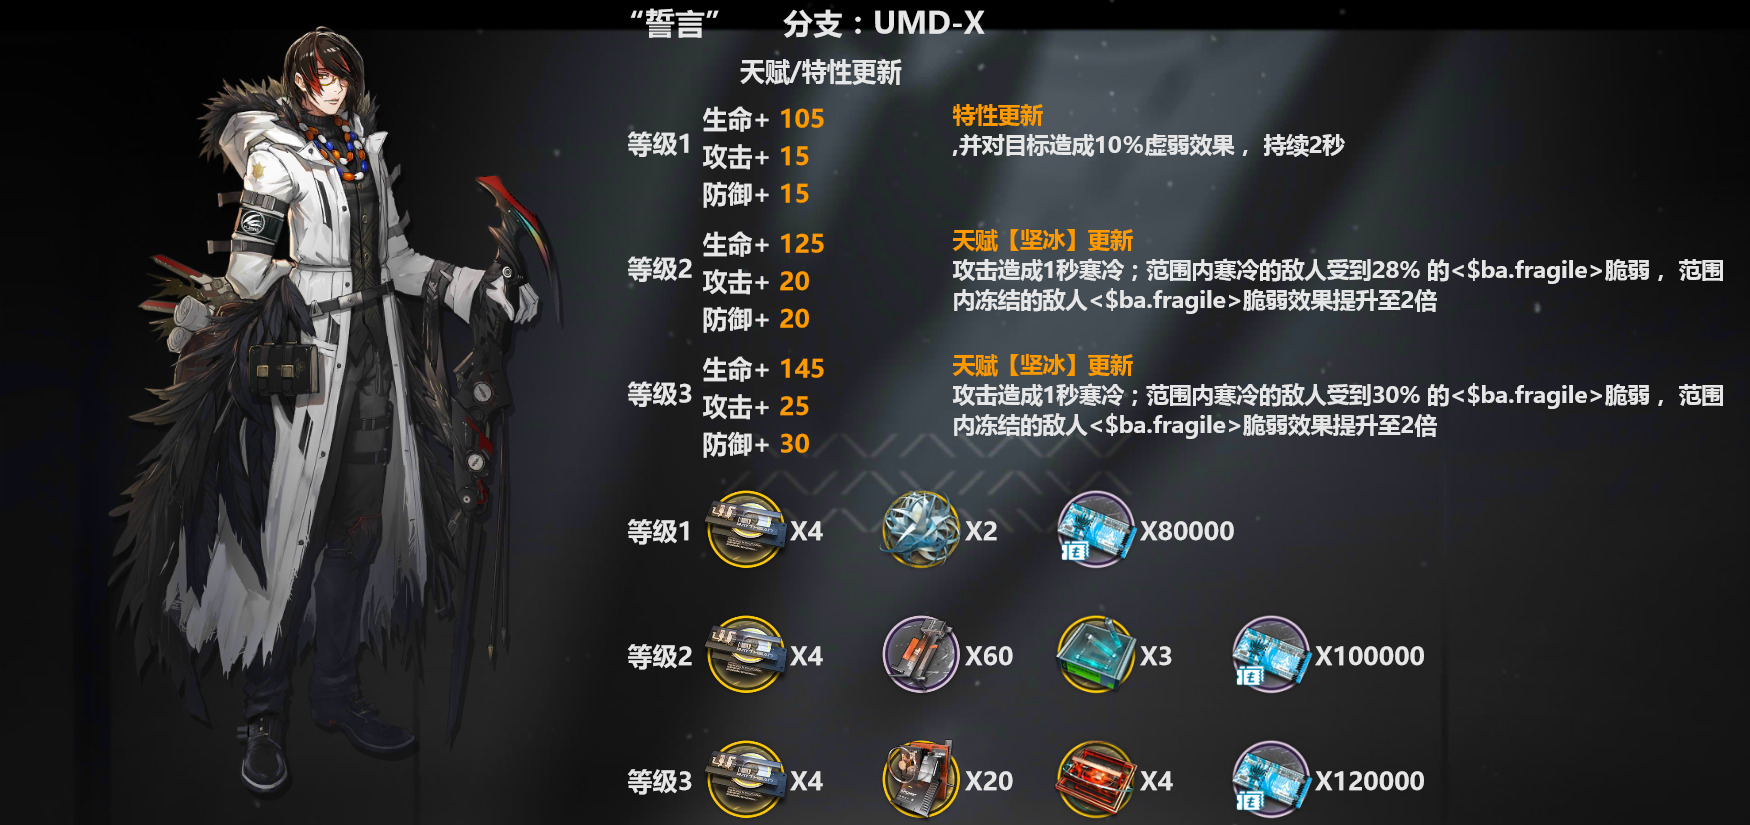 “誓言” 分支：UMD-X
天赋/特性更新
等级1
生命+ 105
攻击+ 15
防御+ 15
特性更新
,并对目标造成10%虚弱效果，持续2秒
等级2
生命+ 125
攻击+ 20
防御+ 20
天赋【坚冰】更新
攻击造成1秒寒冷；范围内寒冷的敌人受到28% 的<$ba.fragile>脆弱，范围
内冻结的敌人<$ba.fragile>脆弱效果提升至2倍
等级3
生命+ 145
攻击+ 25
防御+ 30
天赋【坚冰】更新
攻击造成1秒寒冷；范围内寒冷的敌人受到30% 的<$ba.fragile>脆弱，范围
内冻结的敌人<$ba.fragile>脆弱效果提升至2倍
等级1 X4 X2 X80000
等级2 X4 X60 X3 X100000
等级3 X4 X20 X4 X120000